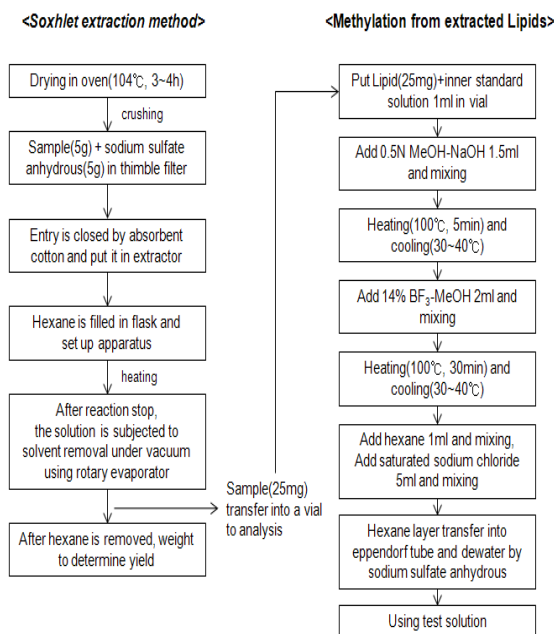 <Soxhlet extraction method>
Drying in oven(104℃, 3~4h)
crushing
Sample(5g) + sodium sulfate
anhydrous(5g) in thimble filter
Entry is closed by absorbent
cotton and put it in extractor
Hexane is filled in flask and
set up apparatus
heating
After reaction stop,
the solution is subjected to
solvent removal under vacuum
using rotary evaporator
After hexane is removed, weight
to determine yield
Sample(25mg)
transfer into a vial
to analysis
<Methylation from extracted Lipids>
Put Lipid(25mg)+inner standard
solution 1ml in vial
Add 0.5N MeOH-NaOH 1.5ml
and mixing
Heating(100℃, 5min) and
cooling(30~40℃)
Add 14% BF₃-MeOH 2ml and
mixing
Heating(100℃, 30min) and
cooling(30~40℃)
Add hexane 1ml and mixing,
Add saturated sodium chloride
5ml and mixing
Hexane layer transfer into
eppendorf tube and dewater by
sodium sulfate anhydrous
Using test solution